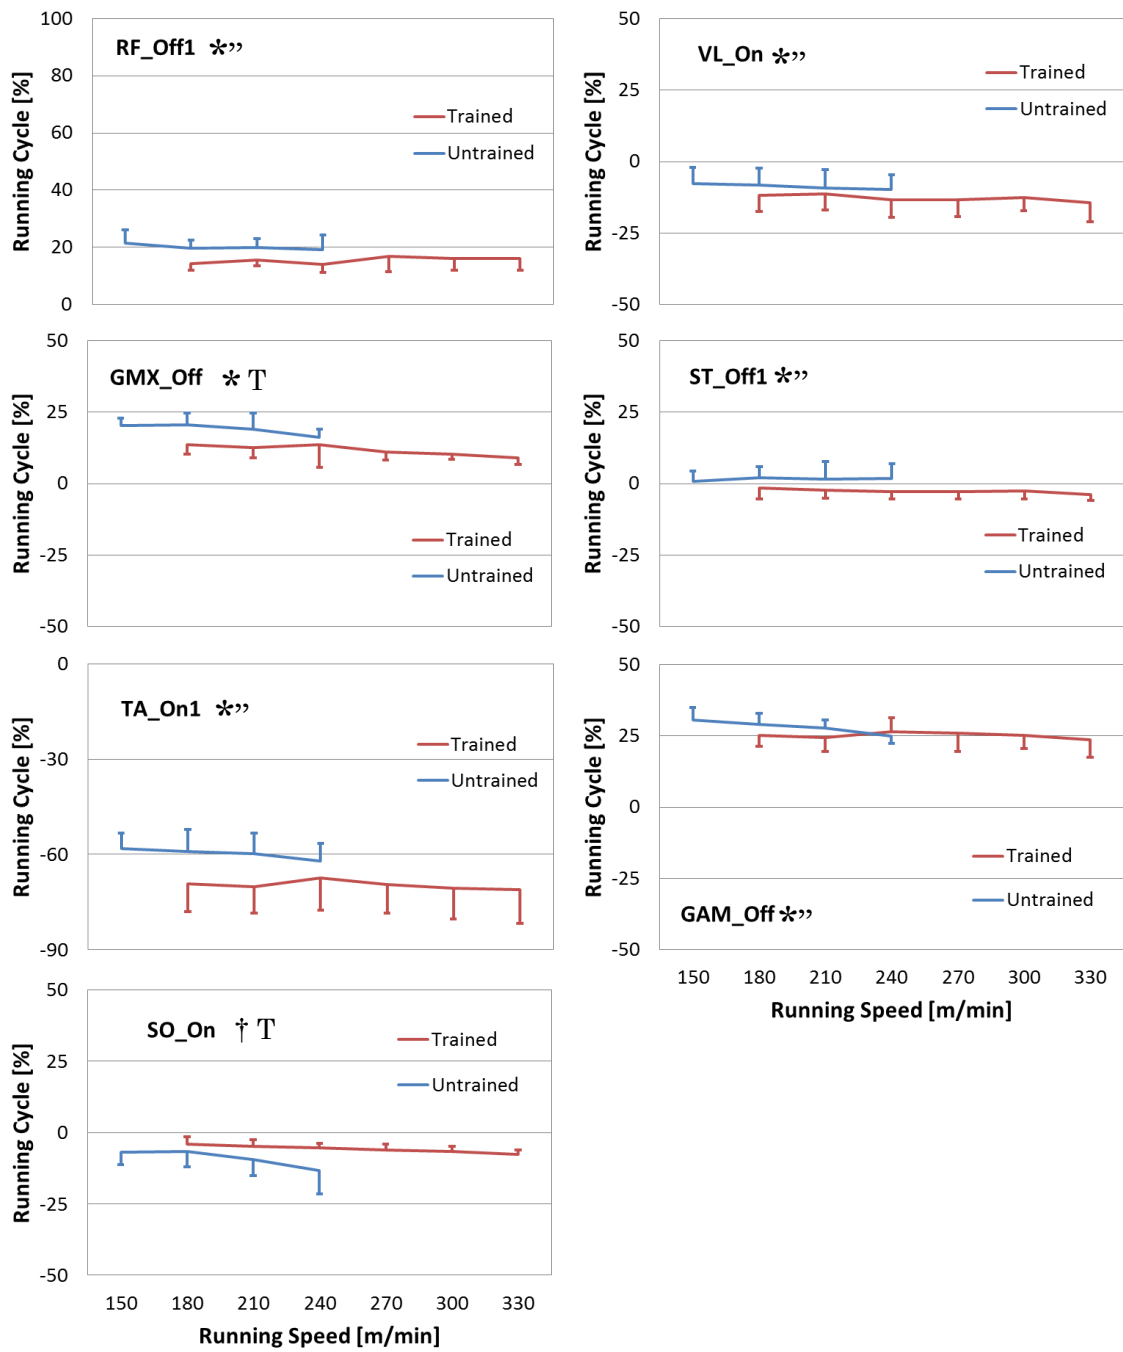 RF_Off1 *”
Running Cycle [%]
100
80
60
40
20
0
Trained
Untrained
VL_On *”
Running Cycle [%]
50
25
0
-25
-50
Trained
Untrained
GMX_Off * T
Running Cycle [%]
50
25
0
-25
-50
Trained
Untrained
ST_Off1 *”
Running Cycle [%]
50
25
0
-25
-50
Trained
Untrained
TA_On1 *”
Running Cycle [%]
0
-30
-60
-90
Trained
Untrained
Running Cycle [%]
50
25
0
-25
-50
Trained
Untrained
GAM_Off *”
150 180 210 240 270 300 330
Running Speed [m/min]
SO_On † T
Running Cycle [%]
50
25
0
-25
-50
Trained
Untrained
150 180 210 240 270 300 330
Running Speed [m/min]